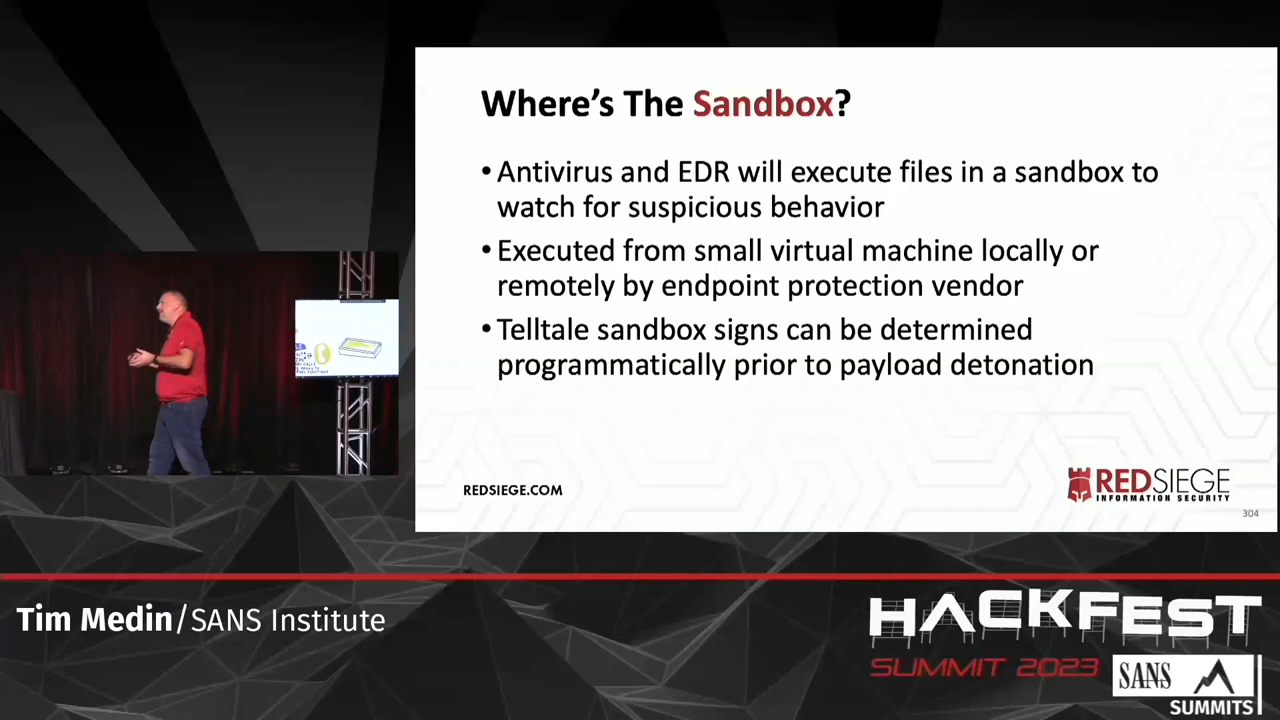 Where's The Sandbox?
• Antivirus and EDR will execute files in a sandbox to
watch for suspicious behavior
• Executed from small virtual machine locally or
remotely by endpoint protection vendor
• Telltale sandbox signs can be determined
programmatically prior to payload detonation
REDSIEGE.COM
REDSIEGE
INFORMATION SECURITY
304
Tim Medin/SANS Institute
HACKFEST
SUMMIT 2023
SANS
SUMMITS